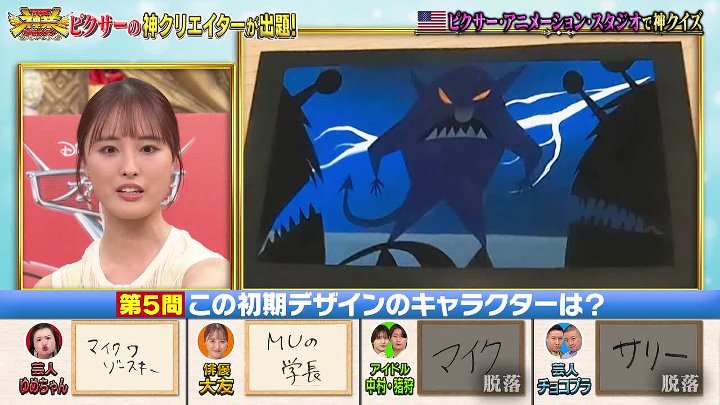 ピクサーの神クリエイターが出題!
ピクサー・アニメーション・スタジオで神クイズ
第5問 この初期デザインのキャラクターは?
マイク ワゾースキー
芸人
ゆめちゃん
MUの
学長
俳優
大友
マイク
脱落
アイドル
中村・猪狩
サリー
脱落
芸人
チョコプラ